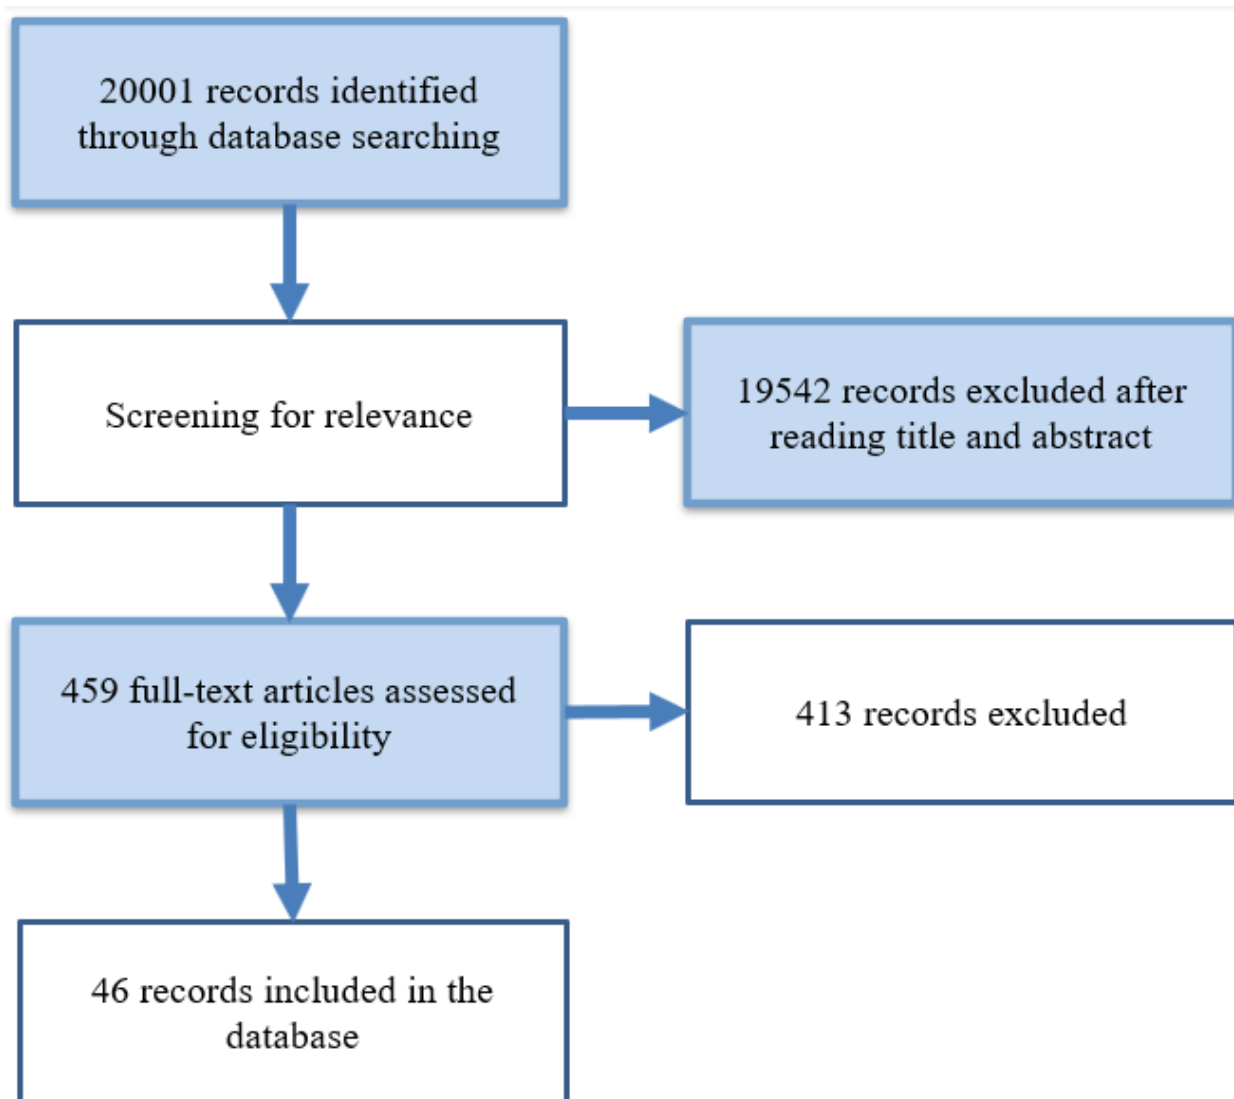 20001 records identified
through database searching
Screening for relevance
19542 records excluded after
reading title and abstract
459 full-text articles assessed
for eligibility
413 records excluded
46 records included in the
database